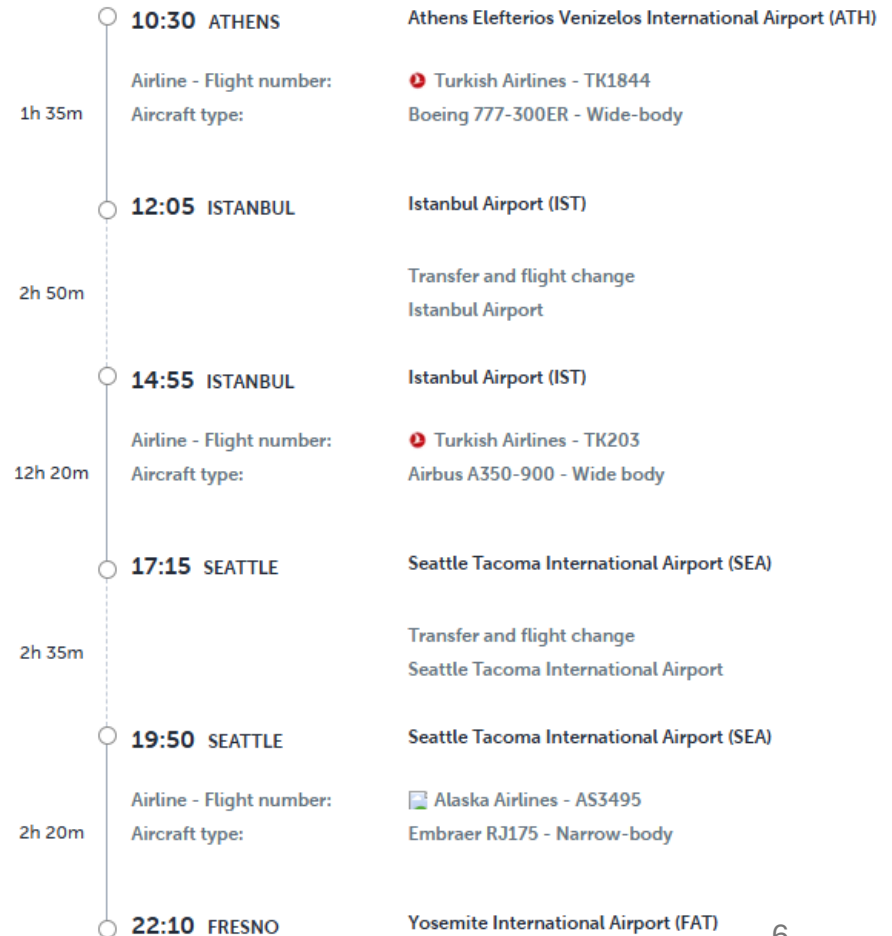 10:30 ATHENS Athens Elefterios Venizelos International Airport (ATH)
Airline - Flight number: Turkish Airlines - TK1844
1h 35m Aircraft type: Boeing 777-300ER - Wide-body
12:05 ISTANBUL Istanbul Airport (IST)
Transfer and flight change
2h 50m
Istanbul Airport
14:55 ISTANBUL Istanbul Airport (IST)
Airline - Flight number: Turkish Airlines - TK203
12h 20m Aircraft type: Airbus A350-900 - Wide body
17:15 SEATTLE Seattle Tacoma International Airport (SEA)
Transfer and flight change
2h 35m
Seattle Tacoma International Airport
19:50 SEATTLE Seattle Tacoma International Airport (SEA)
Airline - Flight number: Alaska Airlines - AS3495
2h 20m Aircraft type: Embraer RJ175 - Narrow-body
22:10 FRESNO Yosemite International Airport (FAT)